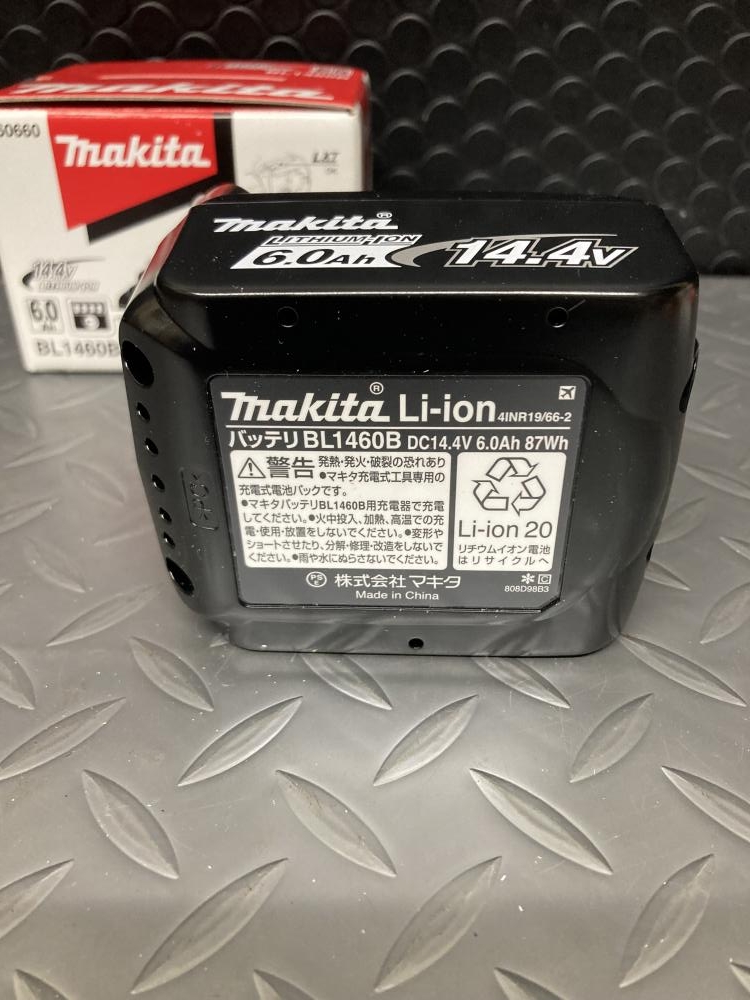 makita
60660
makita
LXT
14.4V
LITHIUM-ION
6.0
Ah
BL1460B
makita®
LITHIUM-ION
6.0Ah
14.4V
makita® Li-ion 4INR19/66-2
バッテリ BL1460B DC14.4V 6.0Ah 87Wh
警告 発熱・発火・破裂の恐れあり
●マキタ充電式工具専用の
充電式電池パックです。
●マキタバッテリBL1460B用充電器で充電
してください。●火中投入、加熱、高温での充
電・使用・放置をしないでください。●変形や
ショートさせたり、分解・修理・改造をしないで
ください。●雨や水にぬらさないでください。
Li-ion 20
リチウムイオン電池
はリサイクルへ
PS
E
株式会社 マキタ
Made in China
＊ C
808D98B3
>PC<